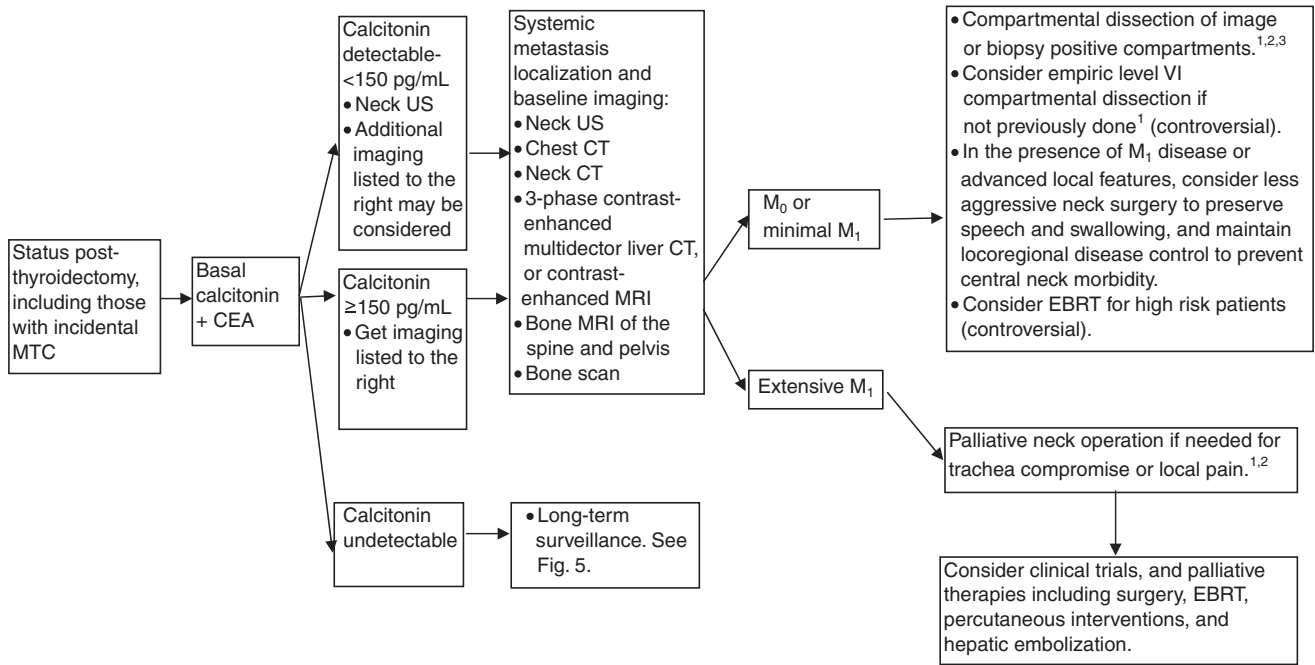 Status post-
thyroidectomy,
including those
with incidental
MTC
Basal
calcitonin
+ CEA
Calcitonin
detectable-
<150 pg/mL
• Neck US
• Additional
imaging
listed to the
right may be
considered
Calcitonin
≥150 pg/mL
• Get imaging
listed to the
right
Calcitonin
undetectable
Systemic
metastasis
localization and
baseline imaging:
• Neck US
• Chest CT
• Neck CT
• 3-phase contrast-
enhanced
multidector liver CT,
or contrast-
enhanced MRI
• Bone MRI of the
spine and pelvis
• Bone scan
• Long-term
surveillance. See
Fig. 5.
M0 or
minimal M1
Extensive M1
• Compartmental dissection of image
or biopsy positive compartments.1,2,3
• Consider empiric level VI
compartmental dissection if
not previously done1 (controversial).
• In the presence of M1 disease or
advanced local features, consider less
aggressive neck surgery to preserve
speech and swallowing, and maintain
locoregional disease control to prevent
central neck morbidity.
• Consider EBRT for high risk patients
(controversial).
Palliative neck operation if needed for
trachea compromise or local pain.1,2
Consider clinical trials, and palliative
therapies including surgery, EBRT,
percutaneous interventions, and
hepatic embolization.